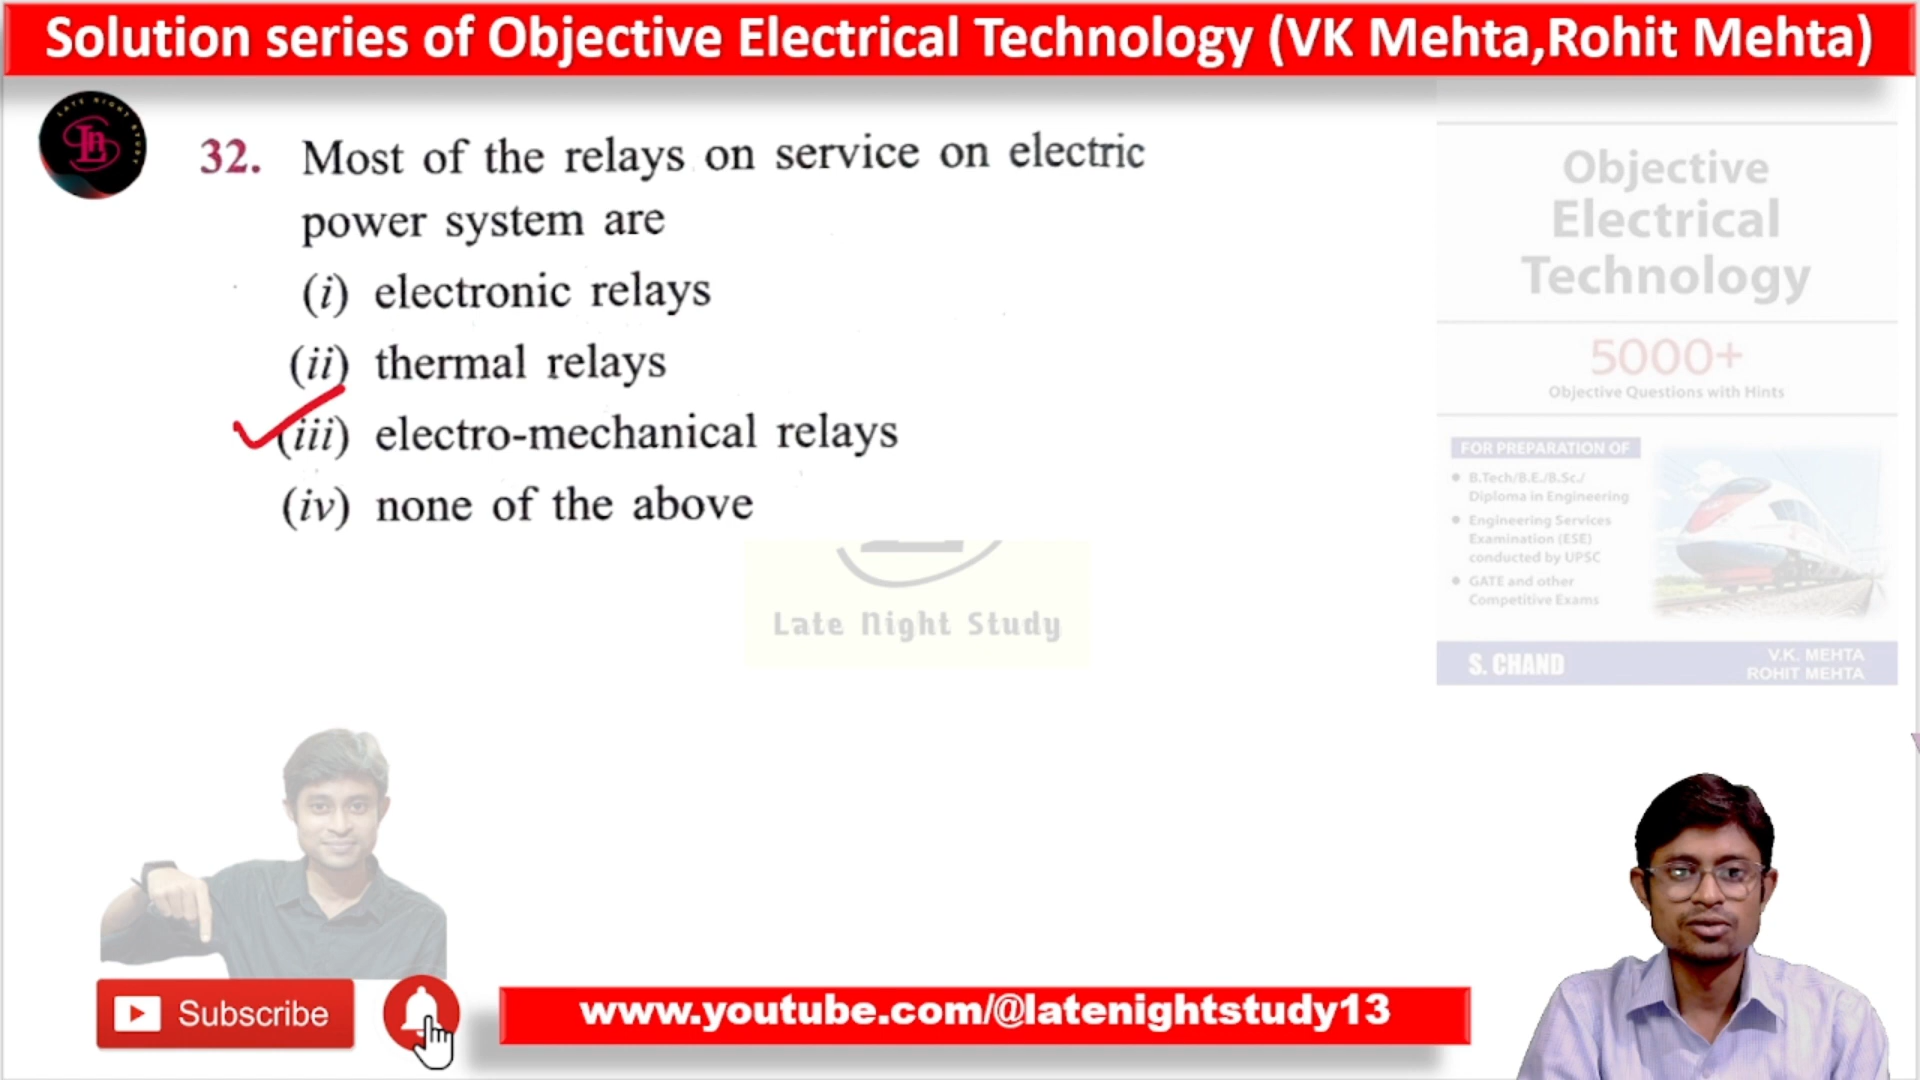 Solution series of Objective Electrical Technology (VK Mehta,Rohit Mehta)
LATE NIGHT STUDY
32. Most of the relays on service on electric
power system are
(i) electronic relays
(ii) thermal relays
(iii) electro-mechanical relays
(iv) none of the above
Late Night Study
Objective
Electrical
Technology
5000+
Objective Questions with Hints
FOR PREPARATION OF
• B.Tech/B.E./B.Sc./
Diploma in Engineering
• Engineering Services
Examination (ESE)
conducted by UPSC
• GATE and other
Competitive Exams
S. CHAND
V.K. MEHTA
ROHIT MEHTA
Subscribe
www.youtube.com/@latenightstudy13